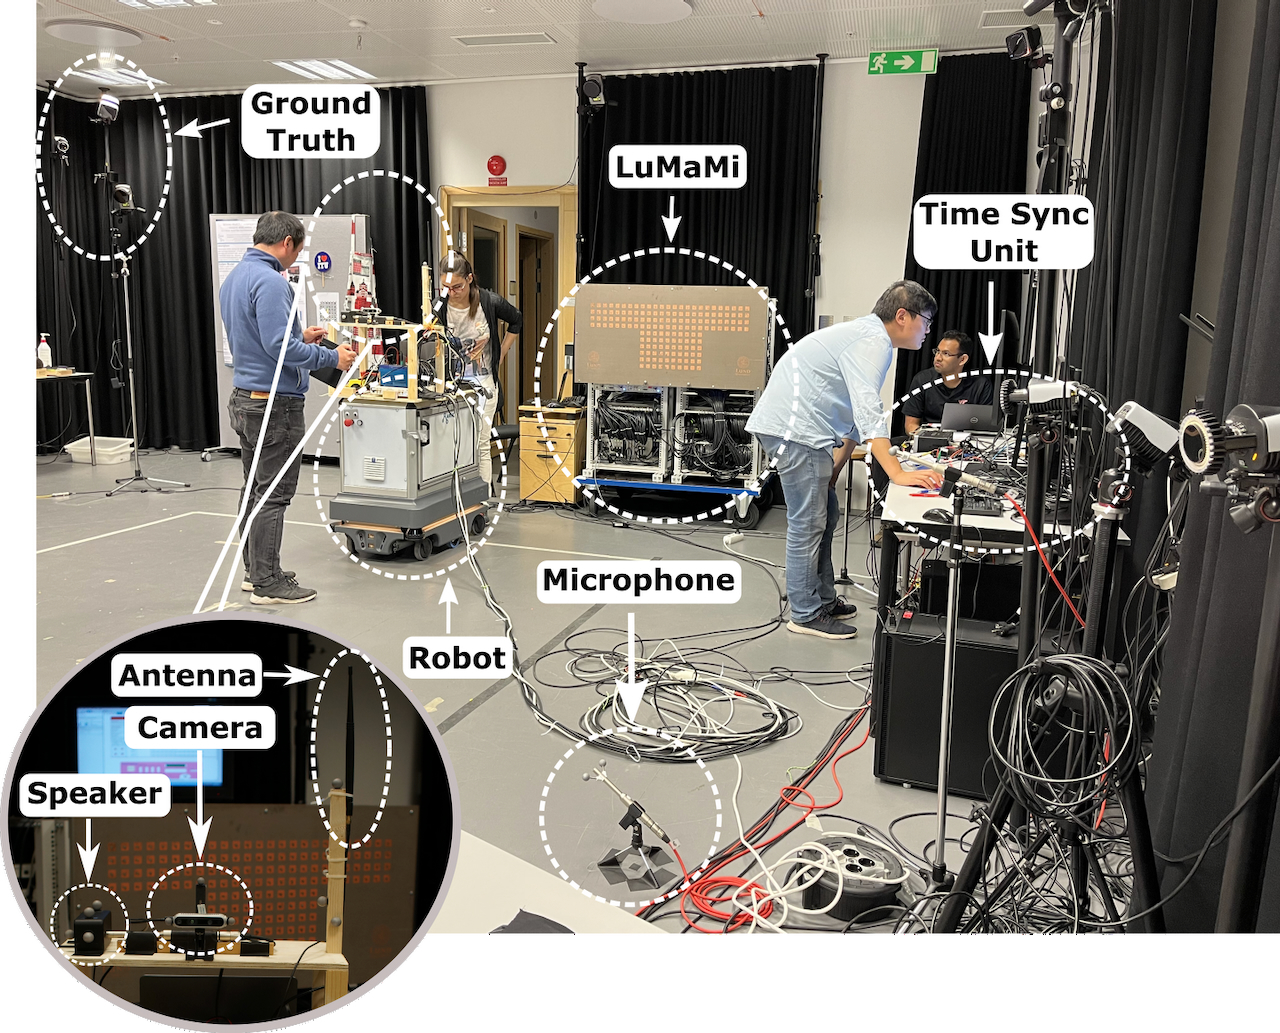 Ground
Truth
LuMaMi
Time Sync
Unit
I ♥
Microphone
Robot
Antenna
Camera
Speaker